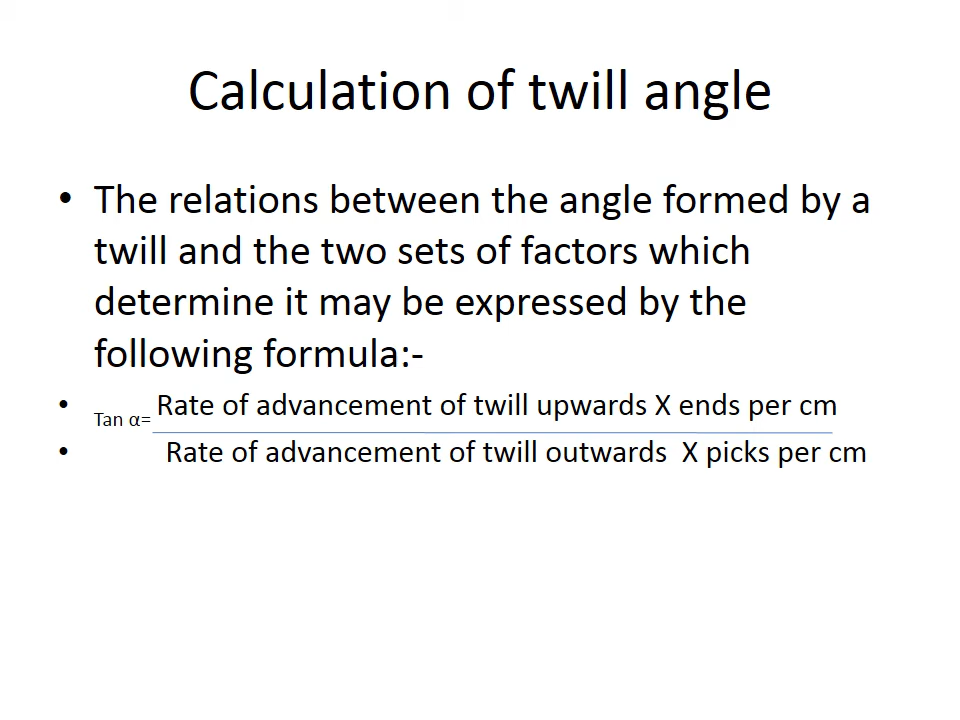 Calculation of twill angle
• The relations between the angle formed by a
twill and the two sets of factors which
determine it may be expressed by the
following formula:-
• Tan α= Rate of advancement of twill upwards X ends per cm
• Rate of advancement of twill outwards X picks per cm